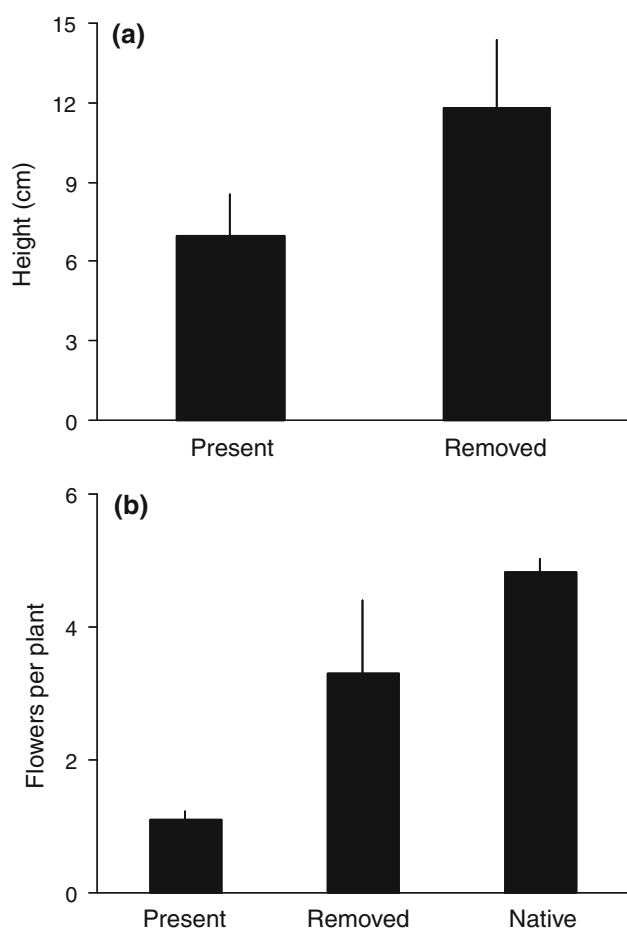 (a)
15
12
9
6
3
0
Height (cm)
Present Removed
(b)
6
4
2
0
Flowers per plant
Present Removed Native